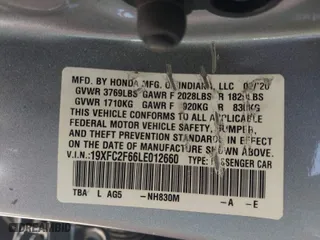 MFD. BY HONDA MFG. OF INDIANA, LLC
GVWR 3769LBS GAWR F 2028LBS R 1826LBS
GVWR 1710KG GAWR F 920KG R 830KG
THIS VEHICLE CONFORMS TO ALL APPLICABLE
FEDERAL MOTOR VEHICLE SAFETY, BUMPER,
AND THEFT PREVENTION STANDARDS IN EFFECT
ON THE DATE OF MANUFACTURE SHOWN ABOVE.
V.I.N.:19XFC2F66LE012660 TYPE: PASSENGER CAR
TBA L AG5 -NH830M -A -E